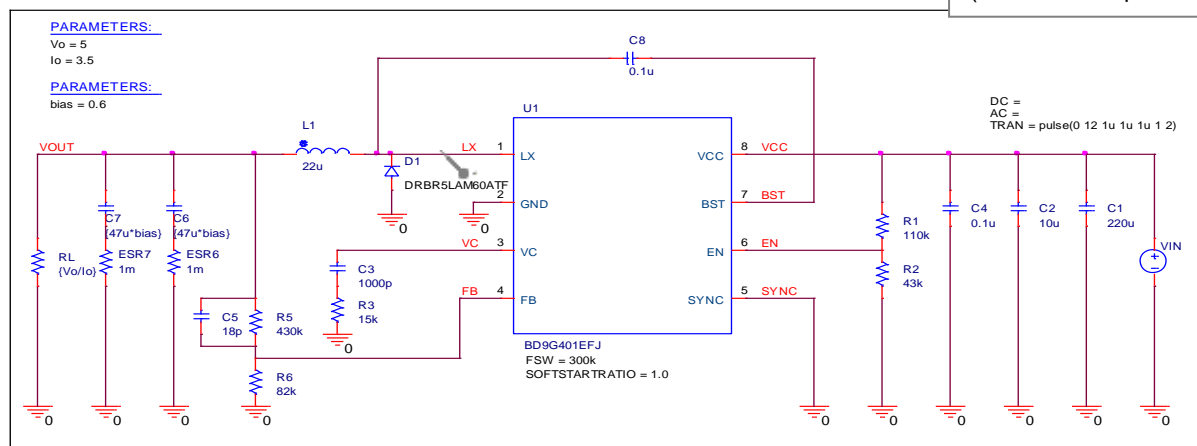 PARAMETERS:
Vo = 5
Io = 3.5
PARAMETERS:
bias = 0.6
C8
0.1u
U1
DC =
AC =
TRAN = pulse(0 12 1u 1u 1u 1 2)
VOUT
L1
22u
LX
1
LX
D1
DRBR5LAM60ATF
0
2
GND
0
VC
3
VC
FB
4
FB
VCC
8
VCC
BST
7
EN
6
EN
SYNC
5
SYNC
BD9G401EFJ
FSW = 300k
SOFTSTARTRATIO = 1.0
RL
{Vo/Io}
C7
{47u*bias}
ESR7
1m
C6
{47u*bias}
ESR6
1m
C5
18p
R5
430k
R6
82k
C3
1000p
R3
15k
0
R1
110k
R2
43k
C4
0.1u
C2
10u
C1
220u
VIN
0
0
0
0
0
0
0
0
0
0